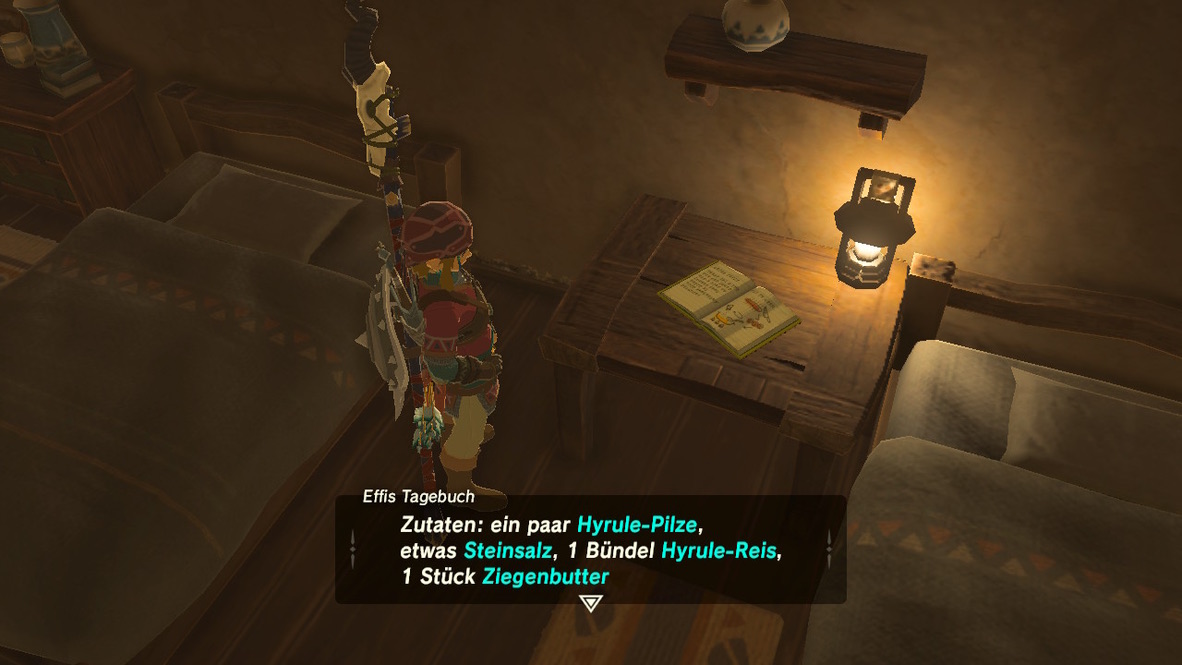 Effis Tagebuch
Zutaten: ein paar Hyrule-Pilze,
etwas Steinsalz, 1 Bündel Hyrule-Reis,
1 Stück Ziegenbutter